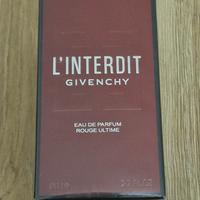 L'INTERDIT
GIVENCHY
EAU DE PARFUM
ROUGE ULTIME